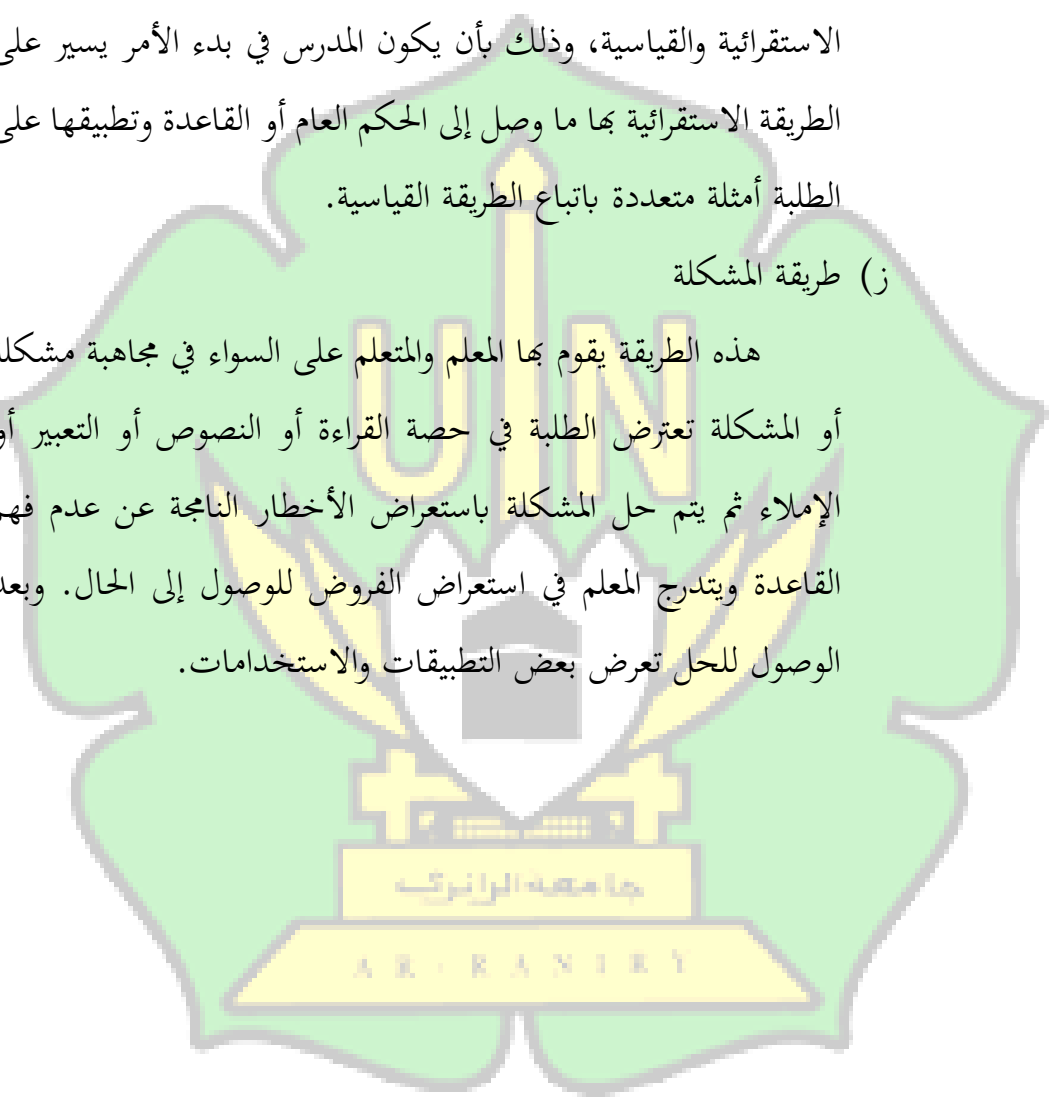 الاستقرائية والقياسية، وذلك بأن يكون المدرس في بدء الأمر يسير على
الطريقة الاستقرائية بها ما وصل إلى الحكم العام أو القاعدة وتطبيقها على
الطلبة أمثلة متعددة باتباع الطريقة القياسية.
ز) طريقة المشكلة
هذه الطريقة يقوم بها المعلم والمتعلم على السواء في مجاهبة مشكلة
أو المشكلة تعترض الطلبة في حصة القراءة أو النصوص أو التعبير أو
الإملاء ثم يتم حل المشكلة باستعراض الأخطار الناجمة عن عدم فهم
القاعدة ويتدرج المعلم في استعراض الفروض للوصول إلى الحال. وبعد
الوصول للحل تعرض بعض التطبيقات والاستخدامات.
UIN
جامعة الرانري
AR-RANIRY